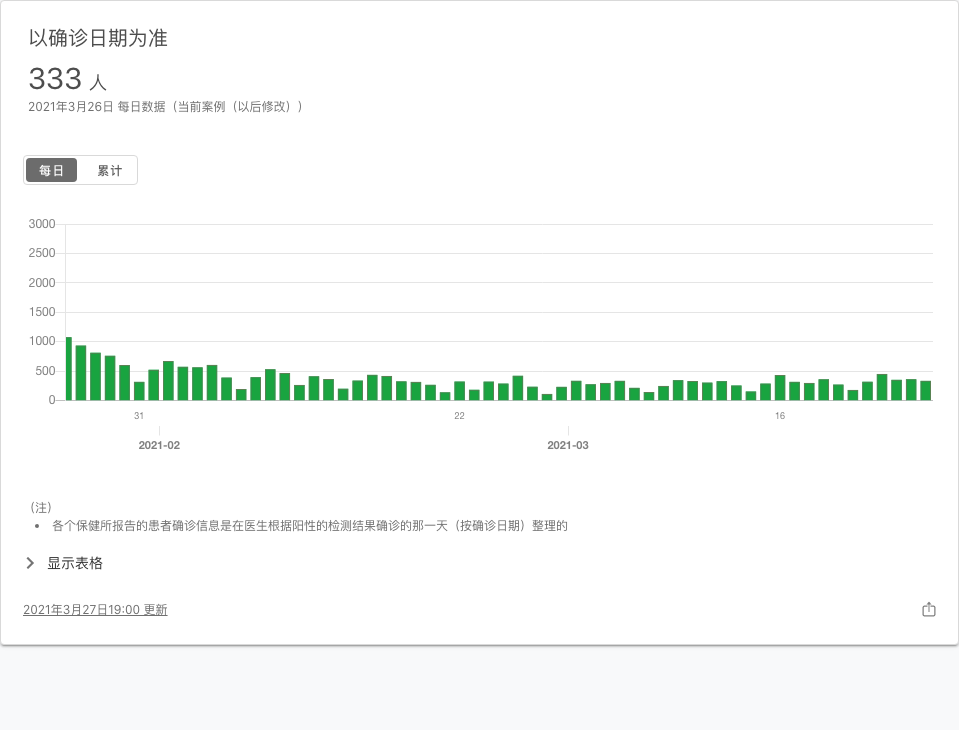 以确诊日期为准
333 人
2021年3月26日 每日数据（当前案例（以后修改））
每日 累计
3000
2500
2000
1500
1000
500
0
31 22 16
2021-02 2021-03
（注）
• 各个保健所报告的患者确诊信息是在医生根据阳性的检测结果确诊的那一天（按确诊日期）整理的
显示表格
2021年3月27日19:00 更新